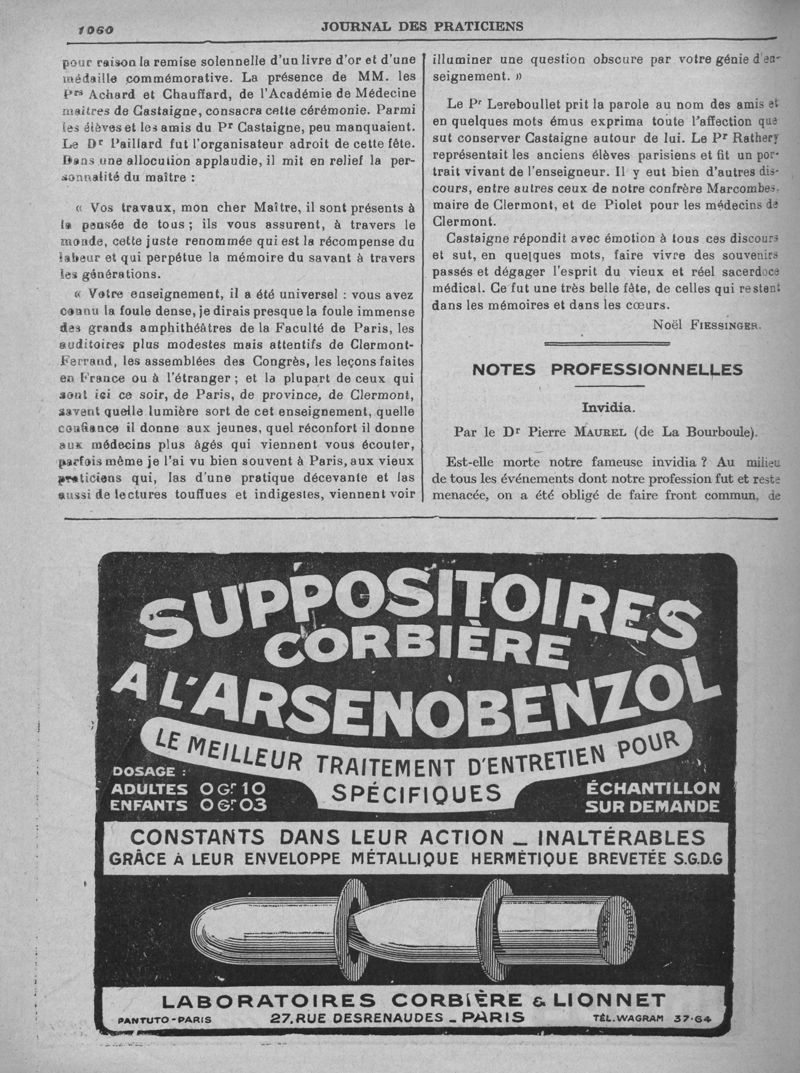 1060
JOURNAL DES PRATICIENS
pour raison la remise solennelle d'un livre d'or et d'une
médaille commémorative. La présence de MM. les
Prs Achard et Chauffard, de l'Académie de Médecine
maitres de Castaigne, consacra cette cérémonie. Parmi
les élèves et les amis du Pr Castaigne, peu manquaient.
Le Dr Paillard fut l'organisateur adroit de cette fête.
Dans une allocution applaudie, il mit en relief la per-
sonnalité du maître :
« Vos travaux, mon cher Maître, il sont présents à
la pensée de tous ; ils vous assurent, à travers le
monde, cette juste renommée qui est la récompense du
labeur et qui perpétue la mémoire du savant à travers
les générations.
« Votre enseignement, il a été universel : vous avez
connu la foule dense, je dirais presque la foule immense
des grands amphithéâtres de la Faculté de Paris, les
auditoires plus modestes mais attentifs de Clermont-
Ferrand, les assemblées des Congrès, les leçons faites
en France ou à l'étranger ; et la plupart de ceux qui
sont ici ce soir, de Paris, de province, de Clermont,
savent quelle lumière sort de cet enseignement, quelle
confiance il donne aux jeunes, quel réconfort il donne
aux médecins plus âgés qui viennent vous écouter,
parfois même je l'ai vu bien souvent à Paris, aux vieux
praticiens qui, las d'une pratique décevante et las
aussi de lectures touffues et indigestes, viennent voir
illuminer une question obscure par votre génie d'en-
seignement. »
Le Pr Lereboullet prit la parole au nom des amis et
en quelques mots émus exprima toute l'affection que
sut conserver Castaigne autour de lui. Le Pr Rathery
représentait les anciens élèves parisiens et fit un por-
trait vivant de l'enseigneur. Il y eut bien d'autres dis-
cours, entre autres ceux de notre confrère Marcombes,
maire de Clermont, et de Piolet pour les médecins de
Clermont.
Castaigne répondit avec émotion à tous ces discours
et sut, en quelques mots, faire vivre des souvenirs
passés et dégager l'esprit du vieux et réel sacerdoce
médical. Ce fut une très belle fête, de celles qui restent
dans les mémoires et dans les cœurs.
Noël FIESSINGER.
NOTES PROFESSIONNELLES
Invidia.
Par le Dr Pierre MAUREL (de La Bourboule).
Est-elle morte notre fameuse invidia ? Au milieu
de tous les événements dont notre profession fut et reste
menacée, on a été obligé de faire front commun, de
SUPPOSITOIRES
CORBIÈRE
A L'ARSENOBENZOL
LE MEILLEUR TRAITEMENT D'ENTRETIEN POUR
SPÉCIFIQUES
DOSAGE :
ADULTES 0 Gr 10
ENFANTS 0 Gr 03
ÉCHANTILLON
SUR DEMANDE
CONSTANTS DANS LEUR ACTION _ INALTÉRABLES
GRÂCE A LEUR ENVELOPPE MÉTALLIQUE HERMÉTIQUE BREVETÉE S.G.D.G
CORBIÈRE
PARIS
LABORATOIRES CORBIÈRE & LIONNET
PANTUTO-PARIS
27, RUE DESRENAUDES _ PARIS
TÉL. WAGRAM 37-64